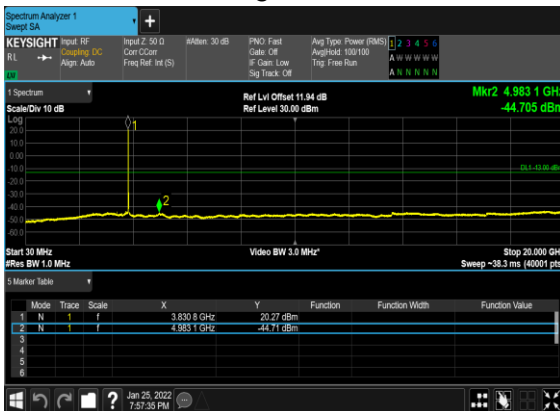 Spectrum Analyzer 1
Swept SA
KEYSIGHT Input: RF Input Z: 50 Ω #Atten: 30 dB PNO: Fast Avg Type: Power (RMS) 1 2 3 4 5 6
RL Coupling: DC Corr CCorr Gate: Off Avg|Hold: 100/100 A W W W W W
Align: Auto Freq Ref: Int (S) IF Gain: Low Trig: Free Run
Sig Track: Off A N N N N N
1 Spectrum Ref Lvl Offset 11.94 dB Mkr2 4.983 1 GHz
Scale/Div 10 dB Ref Level 30.00 dBm -44.705 dBm
Log
20.0 1
10.0
0.00
-10.0 DL1 -13.00 dBm
-20.0
-30.0
-40.0 2
-50.0
-60.0
Start 30 MHz Video BW 3.0 MHz* Stop 20.000 GH
#Res BW 1.0 MHz Sweep ~38.3 ms (40001 pts
5 Marker Table
Mode Trace Scale X Y Function Function Width Function Value
1 N 1 f 3.830 8 GHz 20.27 dBm
2 N 1 f 4.983 1 GHz -44.71 dBm
3
4
5
6
? Jan 25, 2022
7:57:35 PM